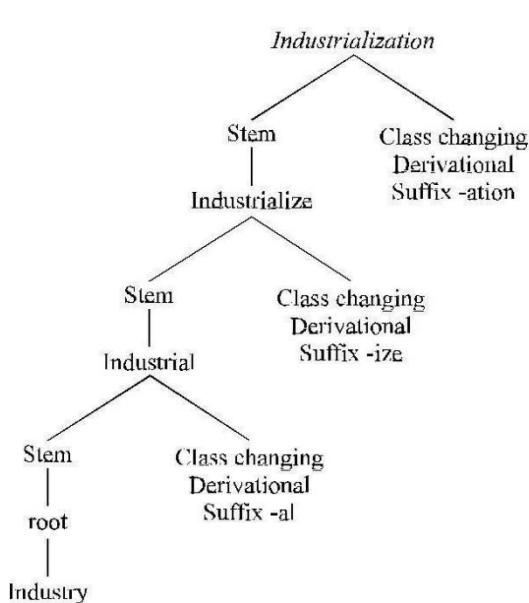 Industrialization
Stem
Class changing
Derivational
Suffix -ation
Industrialize
Stem
Class changing
Derivational
Suffix -ize
Industrial
Stem
Class changing
Derivational
Suffix -al
root
Industry